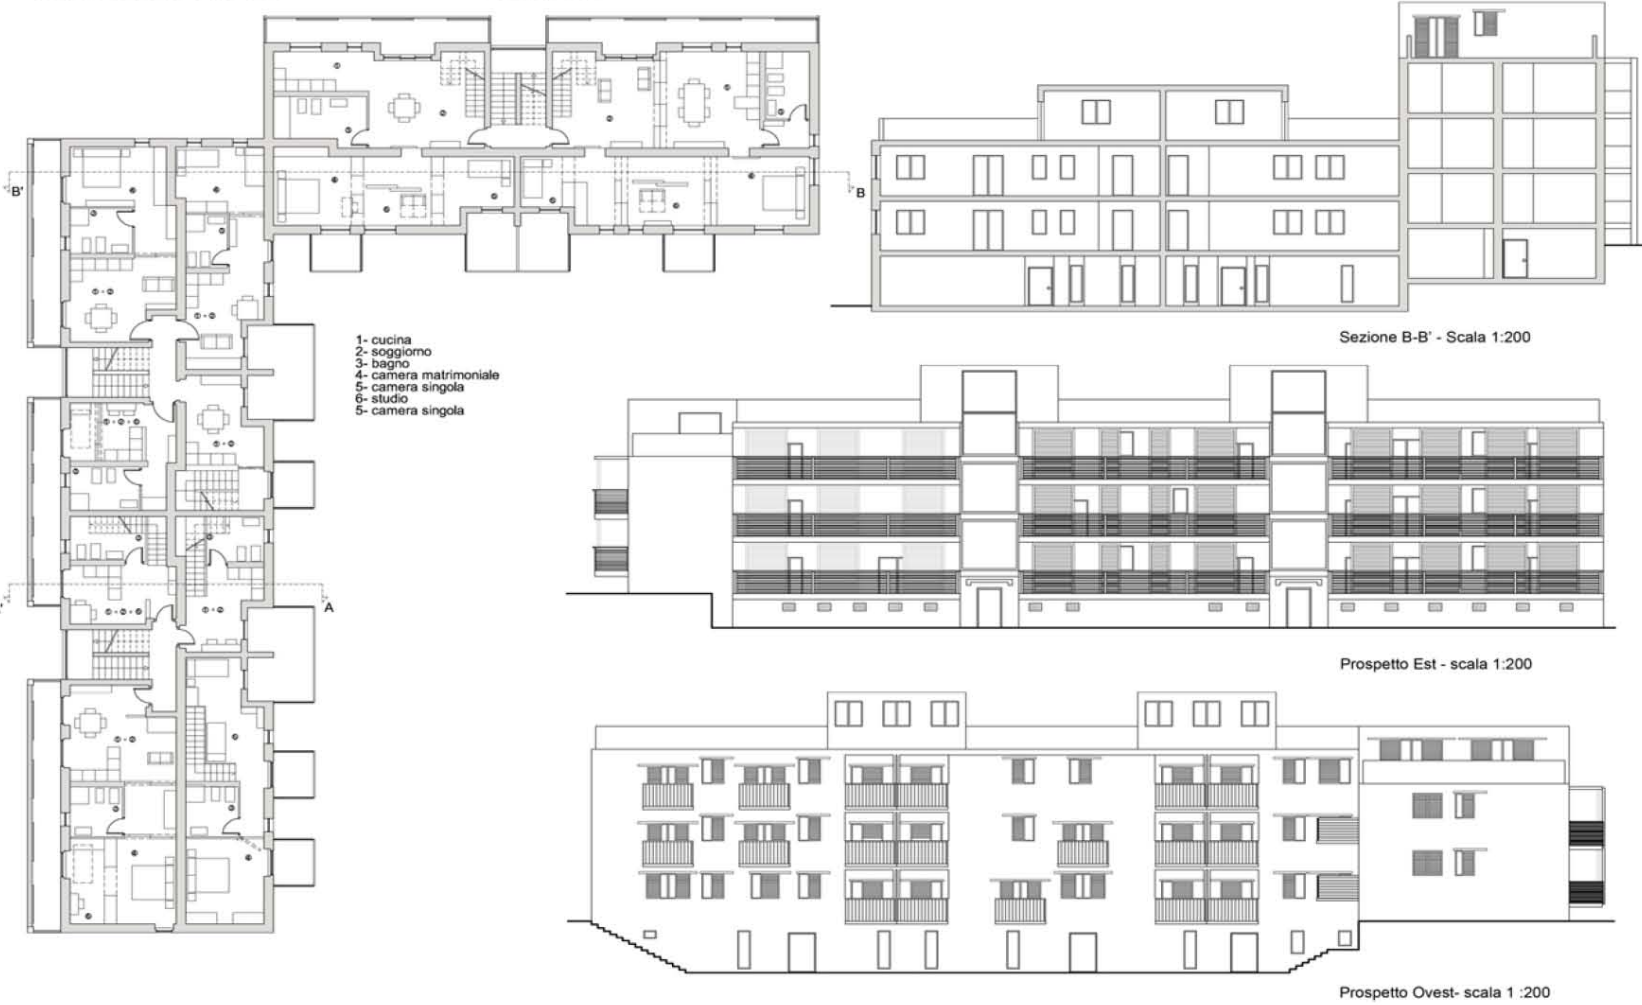 B'
B
B
1- cucina
2- soggiorno
3- bagno
4- camera matrimoniale
5- camera singola
6- studio
5- camera singola
Sezione B-B' - Scala 1:200
A
Prospetto Est - scala 1:200
Prospetto Ovest- scala 1 :200